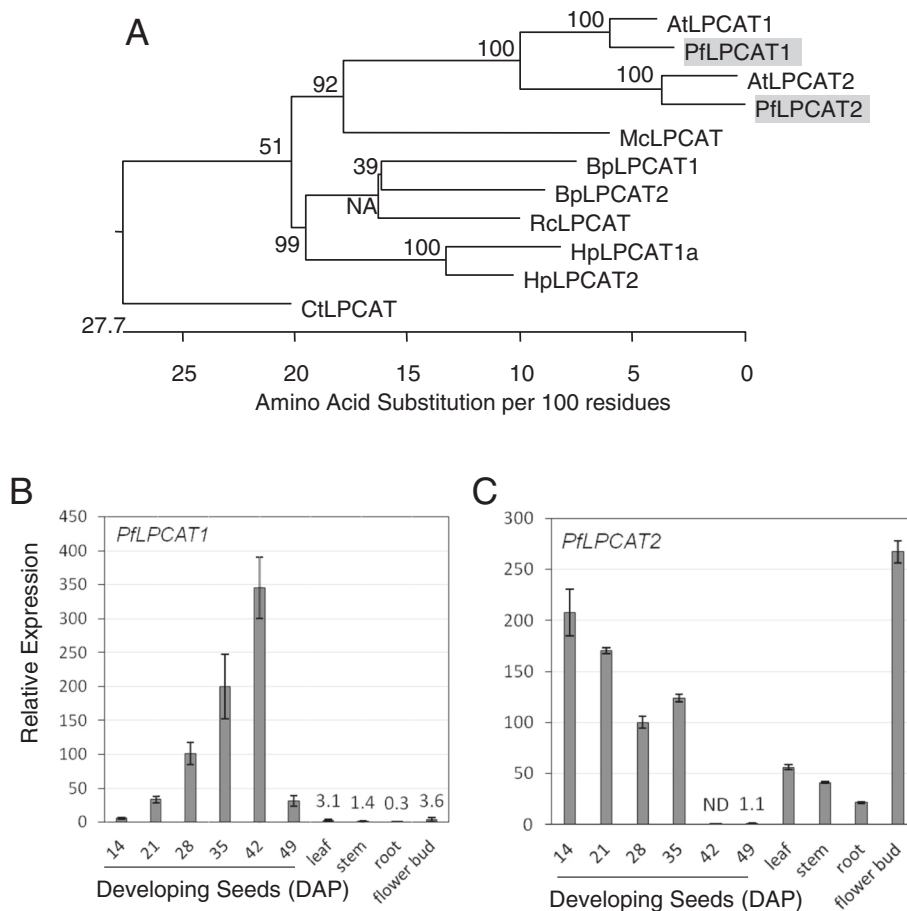 A
100
AtLPCAT1
PfLPCAT1
100
100
AtLPCAT2
PfLPCAT2
92
McLPCAT
51
39
BpLPCAT1
BpLPCAT2
NA
RcLPCAT
99
100
HpLPCAT1a
HpLPCAT2
CtLPCAT
27.7
25 20 15 10 5 0
Amino Acid Substitution per 100 residues
B
PfLPCAT1
Relative Expression
450
400
350
300
250
200
150
100
50
0
3.1 1.4 0.3 3.6
14 21 28 35 42 49 leaf stem root flower bud
Developing Seeds (DAP)
C
PfLPCAT2
300
250
200
150
100
50
0
ND 1.1
14 21 28 35 42 49 leaf stem root flower bud
Developing Seeds (DAP)